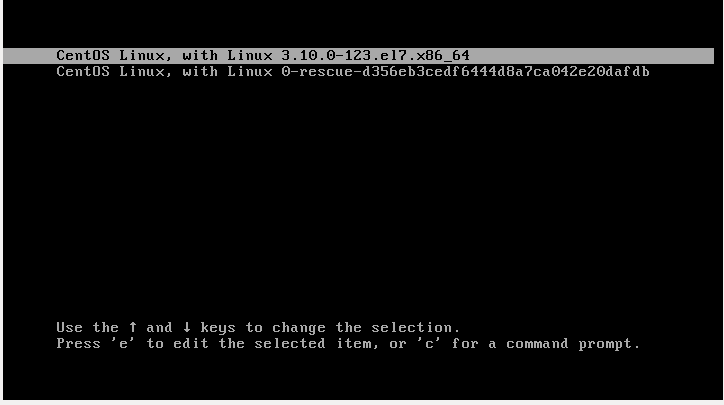 CentOS Linux, with Linux 3.10.0-123.el7.x86_64
CentOS Linux, with Linux 0-rescue-d356eb3cedf6444d8a7ca042e20dafdb
Use the ↑ and ↓ keys to change the selection.
Press 'e' to edit the selected item, or 'c' for a command prompt.